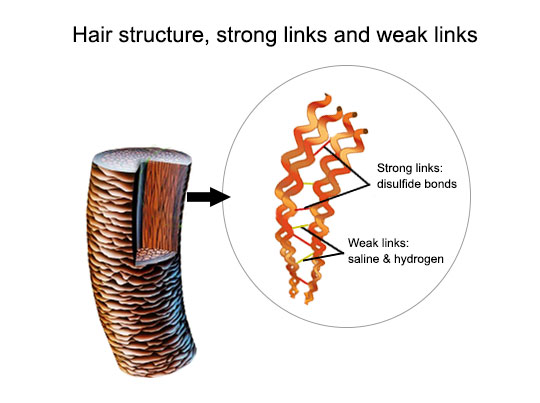 Hair structure, strong links and weak links
Strong links:
disulfide bonds
Weak links:
saline & hydrogen